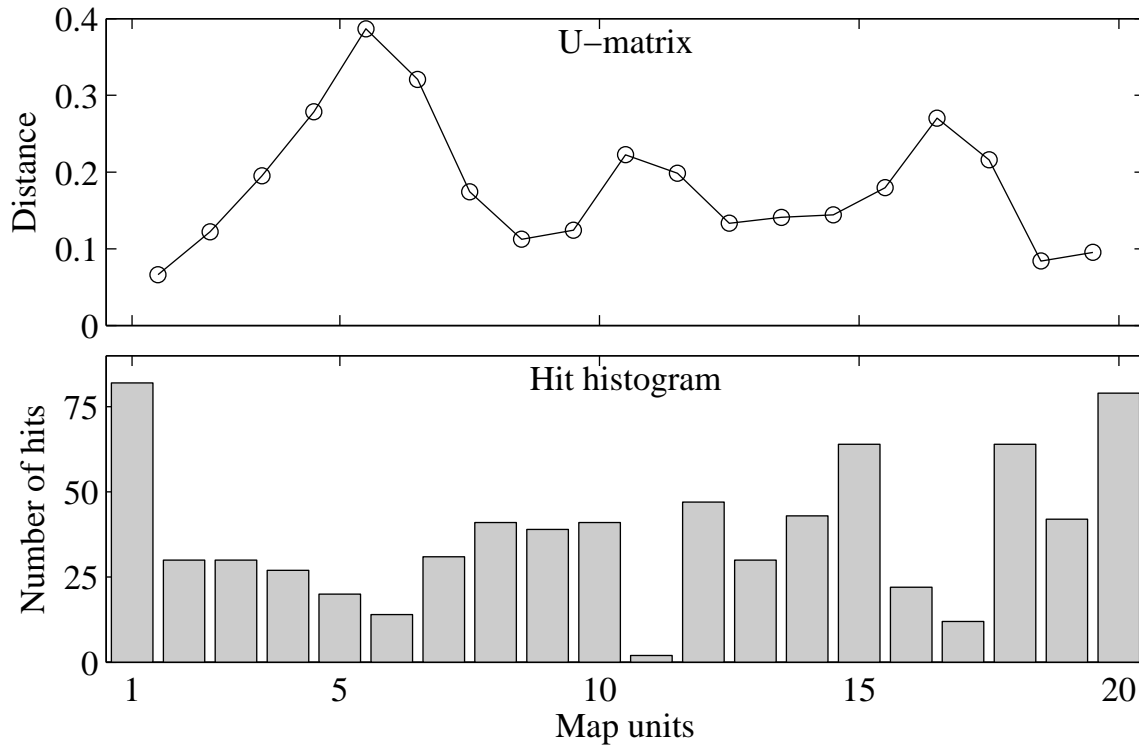 U−matrix
Distance
0.4
0.3
0.2
0.1
0
Hit histogram
Number of hits
75
50
25
0
1 5 10 15 20
Map units